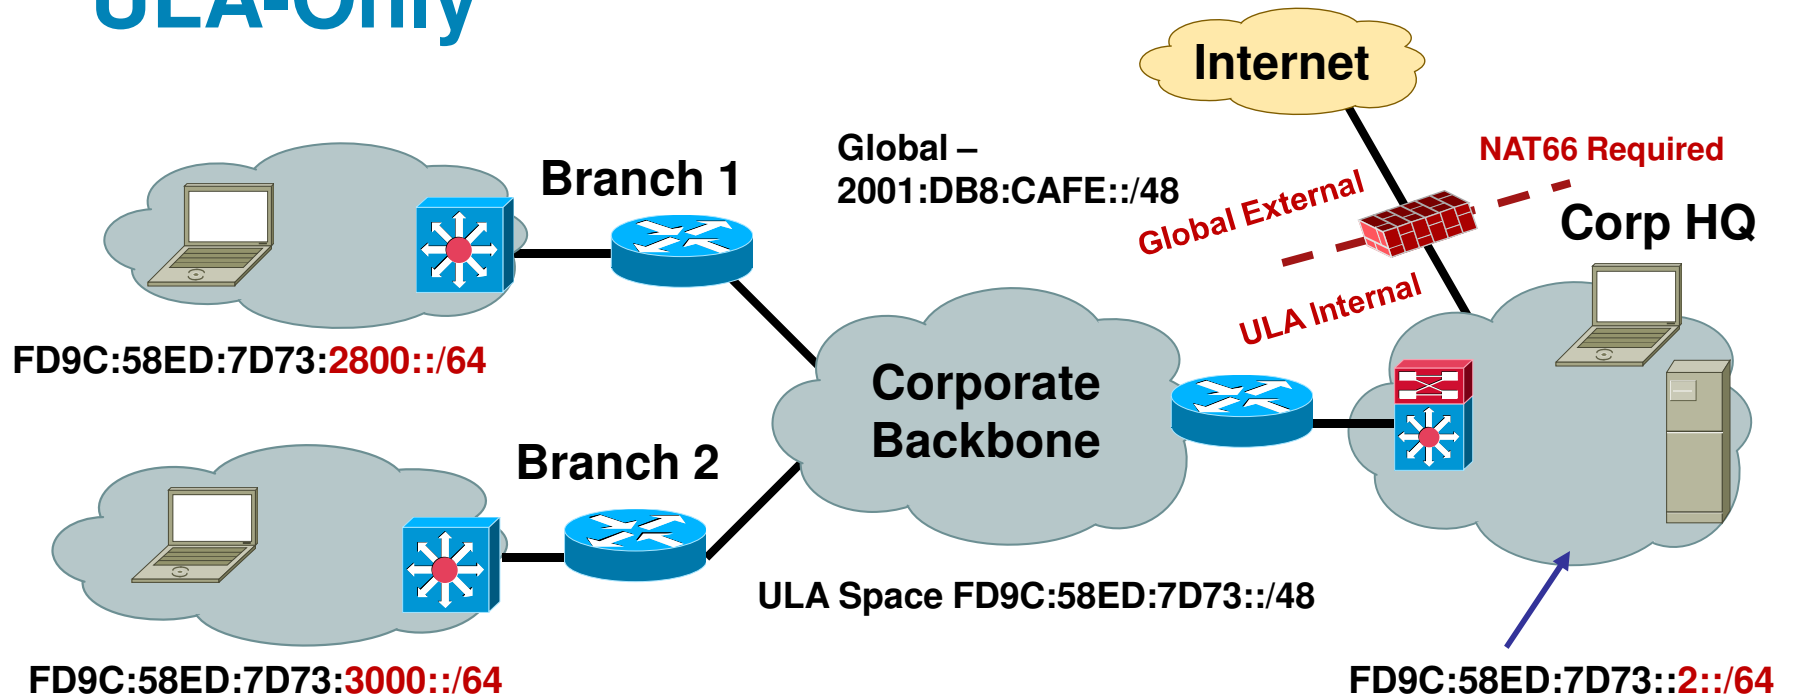 ULA-Only
Internet
Global –
2001:DB8:CAFE::/48
NAT66 Required
Branch 1
Global External
Corp HQ
ULA Internal
FD9C:58ED:7D73:2800::/64
Corporate
Backbone
Branch 2
ULA Space FD9C:58ED:7D73::/48
FD9C:58ED:7D73:3000::/64
FD9C:58ED:7D73::2::/64